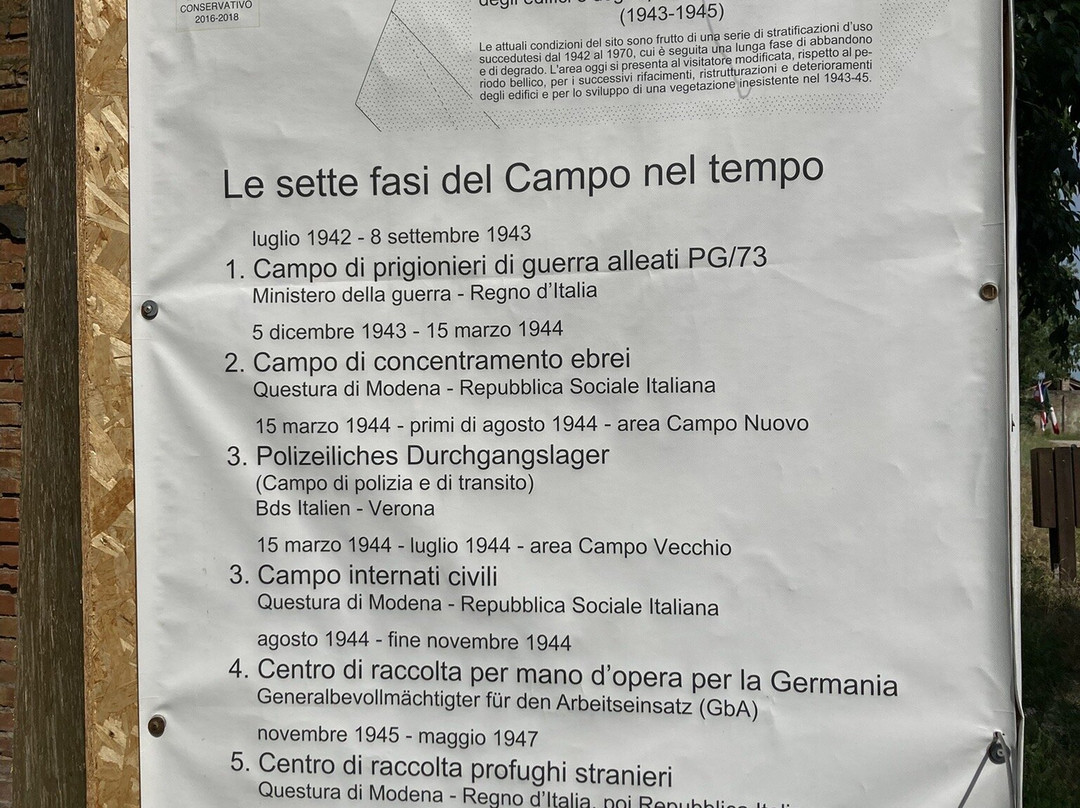 CONSERVATIVO
2016-2018
(1943-1945)
Le attuali condizioni del sito sono frutto di una serie di stratificazioni d'uso
succedutesi dal 1942 al 1970, cui è seguita una lunga fase di abbandono
e di degrado. L'area oggi si presenta al visitatore modificata, rispetto al pe-
riodo bellico, per i successivi rifacimenti, ristrutturazioni e deterioramenti
degli edifici e per lo sviluppo di una vegetazione inesistente nel 1943-45.
Le sette fasi del Campo nel tempo
luglio 1942 - 8 settembre 1943
1. Campo di prigionieri di guerra alleati PG/73
Ministero della guerra - Regno d'Italia
5 dicembre 1943 - 15 marzo 1944
2. Campo di concentramento ebrei
Questura di Modena - Repubblica Sociale Italiana
15 marzo 1944 - primi di agosto 1944 - area Campo Nuovo
3. Polizeiliches Durchgangslager
(Campo di polizia e di transito)
Bds Italien - Verona
15 marzo 1944 - luglio 1944 - area Campo Vecchio
3. Campo internati civili
Questura di Modena - Repubblica Sociale Italiana
agosto 1944 - fine novembre 1944
4. Centro di raccolta per mano d'opera per la Germania
Generalbevollmächtigter für den Arbeitseinsatz (GbA)
novembre 1945 - maggio 1947
5. Centro di raccolta profughi stranieri
Questura di Modena - Regno d'Italia, poi Repubblica